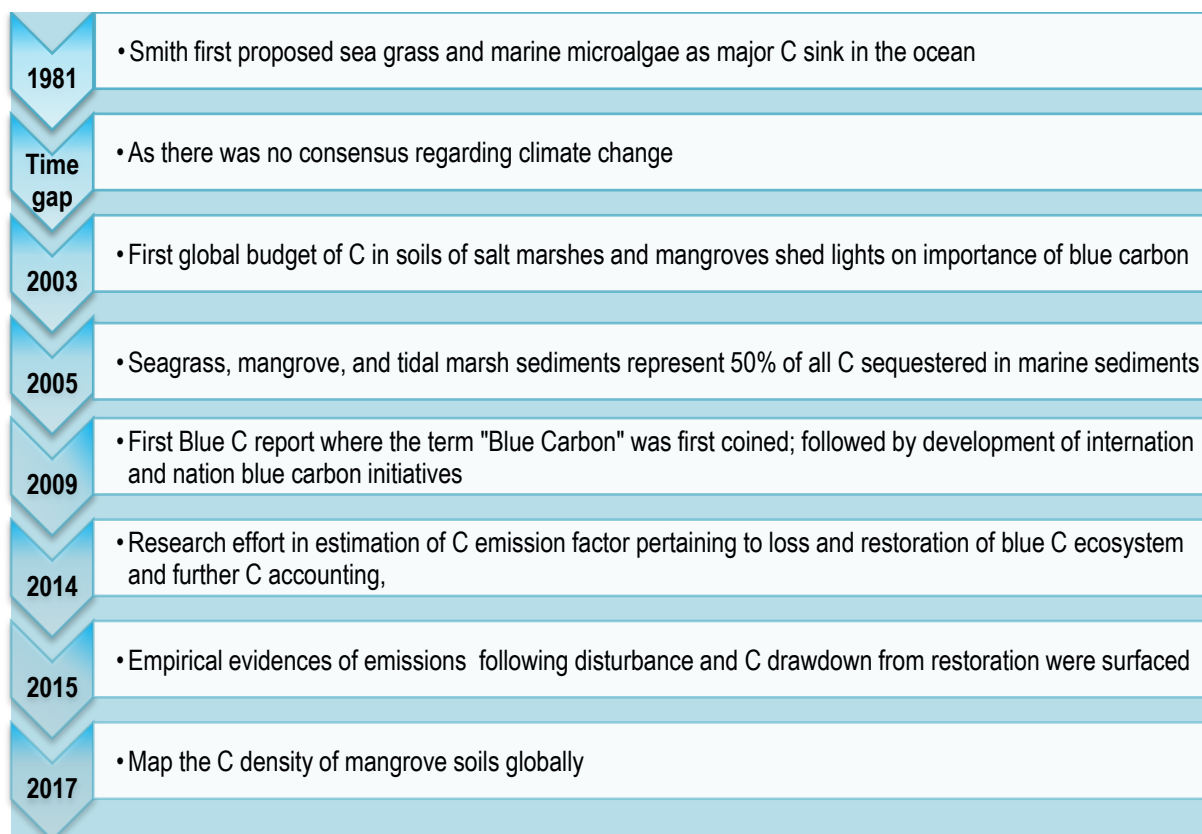 1981
• Smith first proposed sea grass and marine microalgae as major C sink in the ocean
Time
gap
• As there was no consensus regarding climate change
2003
• First global budget of C in soils of salt marshes and mangroves shed lights on importance of blue carbon
2005
• Seagrass, mangrove, and tidal marsh sediments represent 50% of all C sequestered in marine sediments
2009
• First Blue C report where the term "Blue Carbon" was first coined; followed by development of internation
and nation blue carbon initiatives
2014
• Research effort in estimation of C emission factor pertaining to loss and restoration of blue C ecosystem
and further C accounting,
2015
• Empirical evidences of emissions following disturbance and C drawdown from restoration were surfaced
2017
• Map the C density of mangrove soils globally